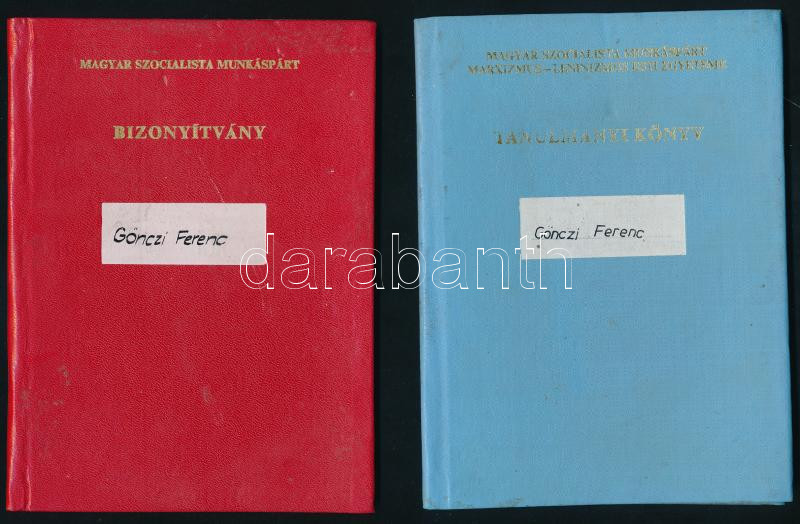 MAGYAR SZOCIALISTA MUNKÁSPÁRT
BIZONYÍTVÁNY
Gönczi Ferenc
MAGYAR SZOCIALISTA MUNKÁSPÁRT
MARXIZMUS-LENINIZMUS ESTI EGYETEME
TANULMÁNYI KÖNYV
Gönczi Ferenc
darabanth